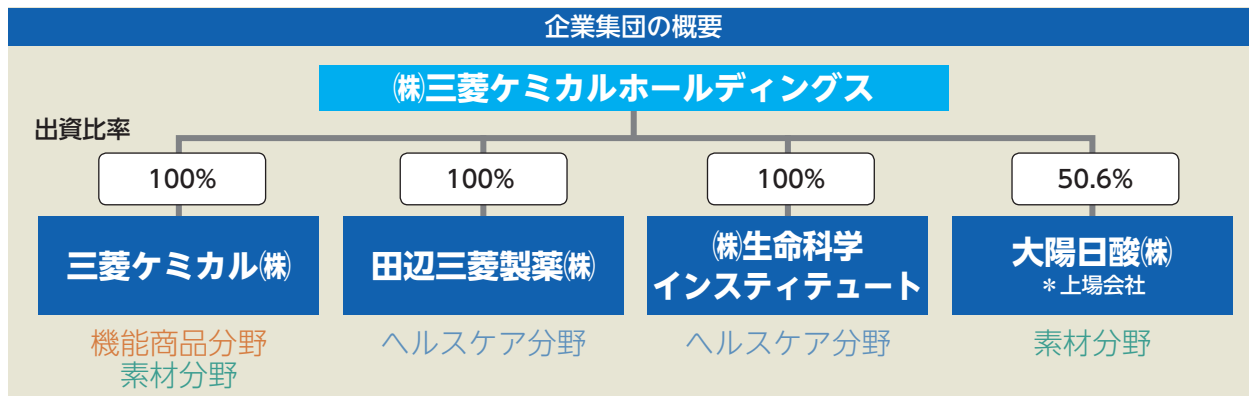 企業集団の概要
㈱三菱ケミカルホールディングス
出資比率
100%
100%
100%
50.6%
三菱ケミカル㈱
田辺三菱製薬㈱
㈱生命科学
インスティテュート
大陽日酸㈱
＊上場会社
機能商品分野
素材分野
ヘルスケア分野
ヘルスケア分野
素材分野